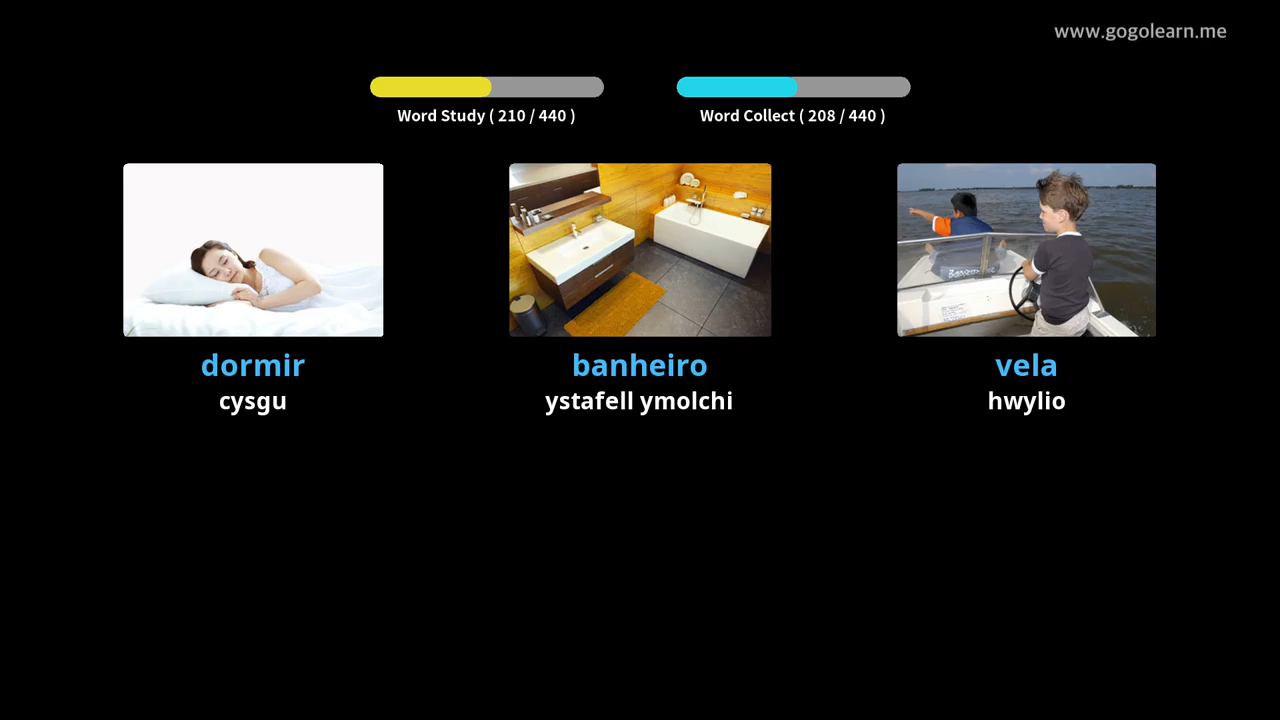 www.gogolearn.me
Word Study ( 210 / 440 )
Word Collect ( 208 / 440 )
dormir
cysgu
banheiro
ystafell ymolchi
vela
hwylio